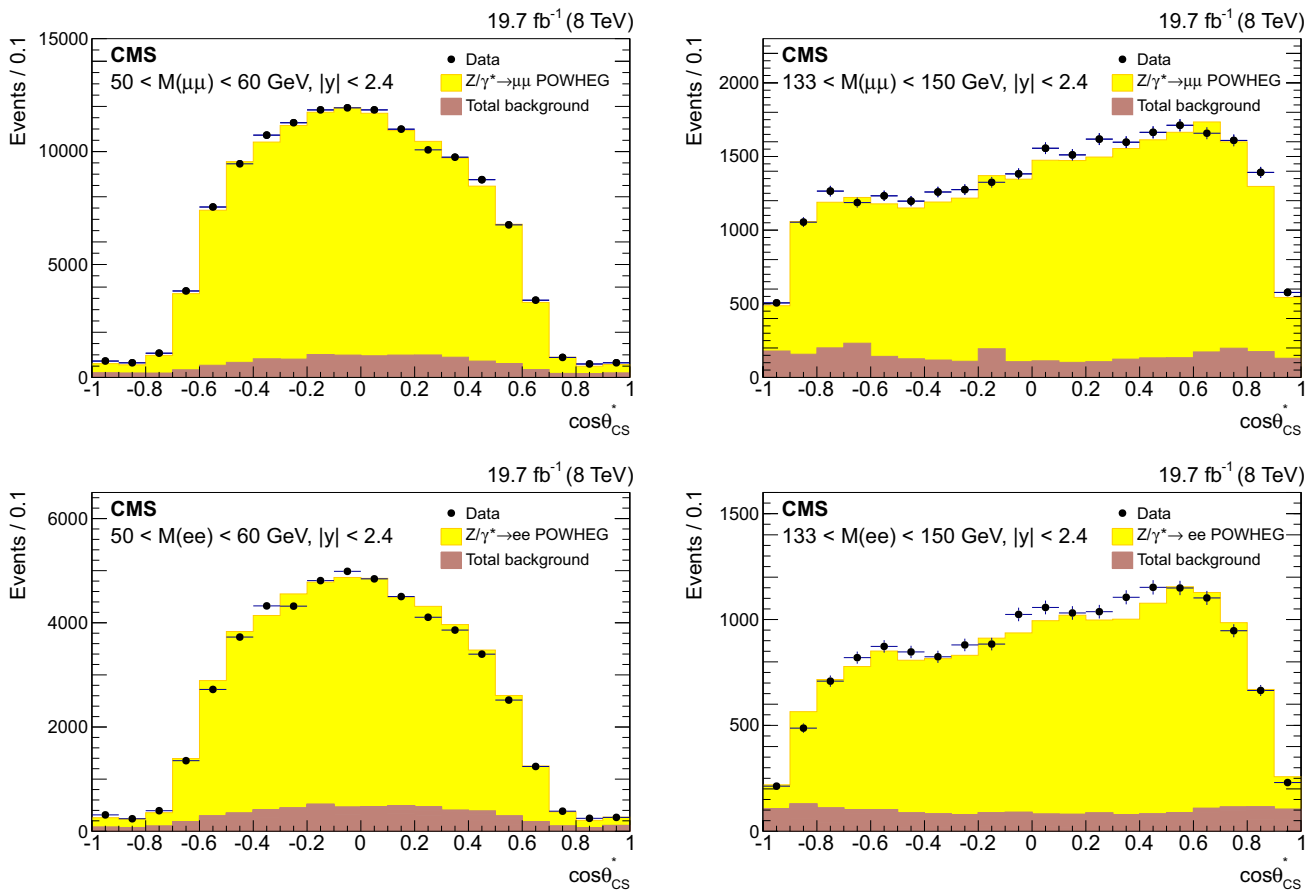 19.7 fb⁻¹ (8 TeV)
Events / 0.1
15000
10000
5000
0
CMS
50 < M(μμ) < 60 GeV, |y| < 2.4
Data
Z/γ*→μμ POWHEG
Total background
-1 -0.8 -0.6 -0.4 -0.2 0 0.2 0.4 0.6 0.8 1
cosθ*CS
19.7 fb⁻¹ (8 TeV)
Events / 0.1
2000
1500
1000
500
0
CMS
133 < M(μμ) < 150 GeV, |y| < 2.4
Data
Z/γ*→μμ POWHEG
Total background
-1 -0.8 -0.6 -0.4 -0.2 0 0.2 0.4 0.6 0.8 1
cosθ*CS
19.7 fb⁻¹ (8 TeV)
Events / 0.1
6000
4000
2000
0
CMS
50 < M(ee) < 60 GeV, |y| < 2.4
Data
Z/γ*→ee POWHEG
Total background
-1 -0.8 -0.6 -0.4 -0.2 0 0.2 0.4 0.6 0.8 1
cosθ*CS
19.7 fb⁻¹ (8 TeV)
Events / 0.1
1500
1000
500
0
CMS
133 < M(ee) < 150 GeV, |y| < 2.4
Data
Z/γ*→ ee POWHEG
Total background
-1 -0.8 -0.6 -0.4 -0.2 0 0.2 0.4 0.6 0.8 1
cosθ*CS